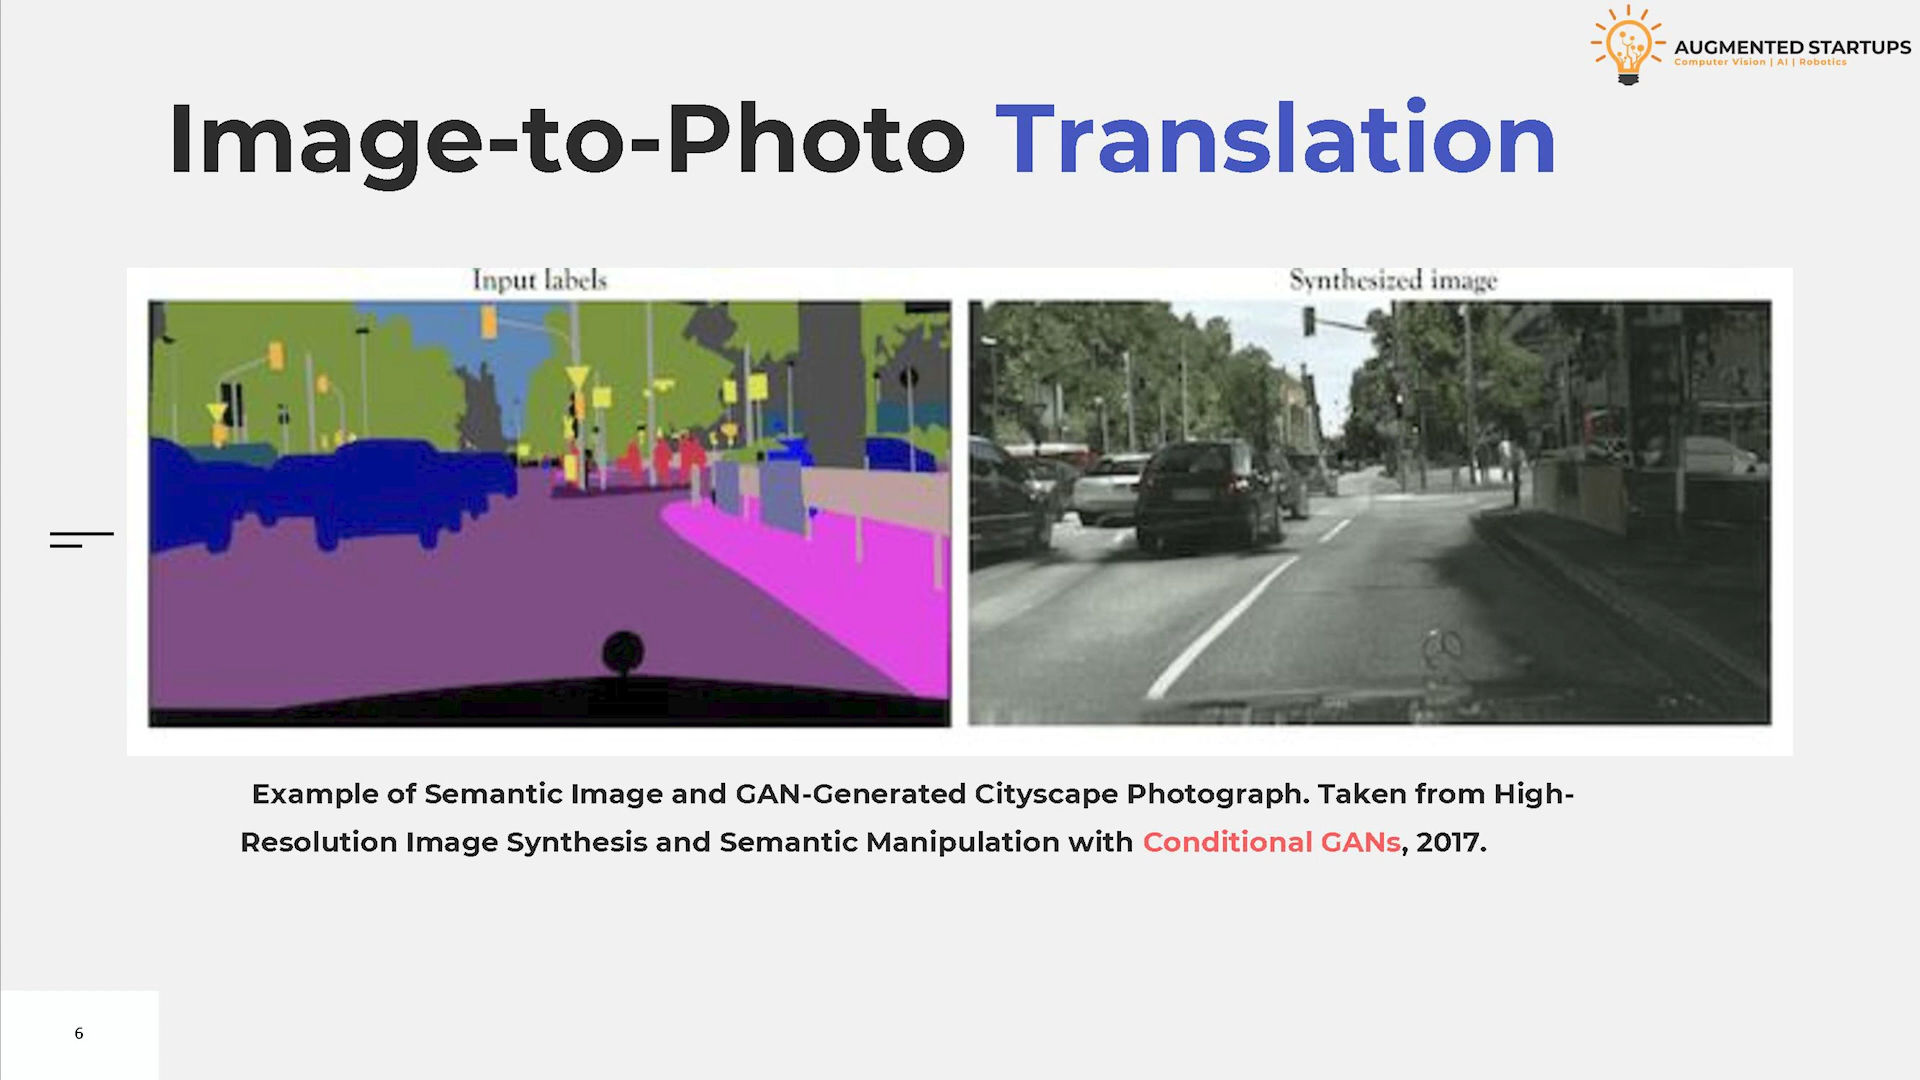 AUGMENTED STARTUPS
Computer Vision | AI | Robotics
Image-to-Photo Translation
Input labels
Synthesized image
Example of Semantic Image and GAN-Generated Cityscape Photograph. Taken from High-
Resolution Image Synthesis and Semantic Manipulation with Conditional GANs, 2017.
6